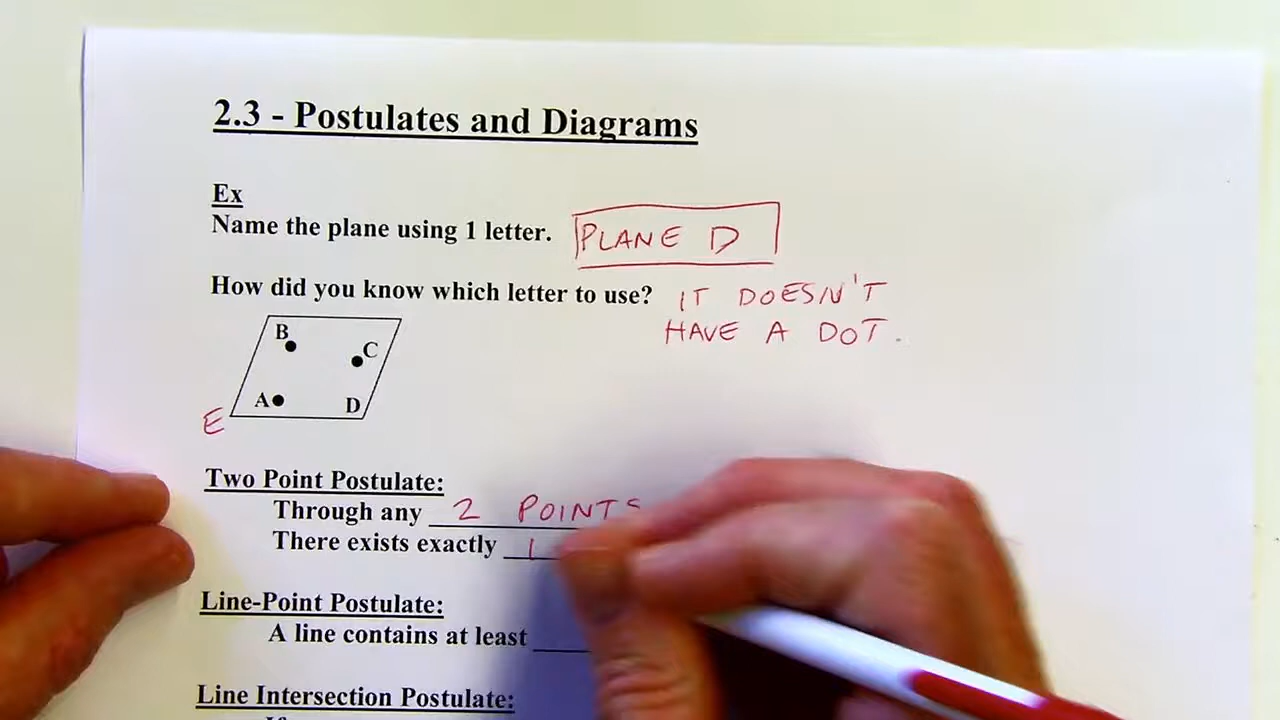 2.3 - Postulates and Diagrams
Ex
Name the plane using 1 letter. PLANE D
How did you know which letter to use? IT DOESN'T
HAVE A DOT.
B
C
A
D
E
Two Point Postulate:
Through any 2 POINTS
There exists exactly 1
Line-Point Postulate:
A line contains at least
Line Intersection Postulate: